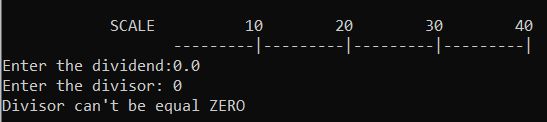 SCALE 10 20 30 40
---------|---------|---------|---------|
Enter the dividend:0.0
Enter the divisor: 0
Divisor can't be equal ZERO